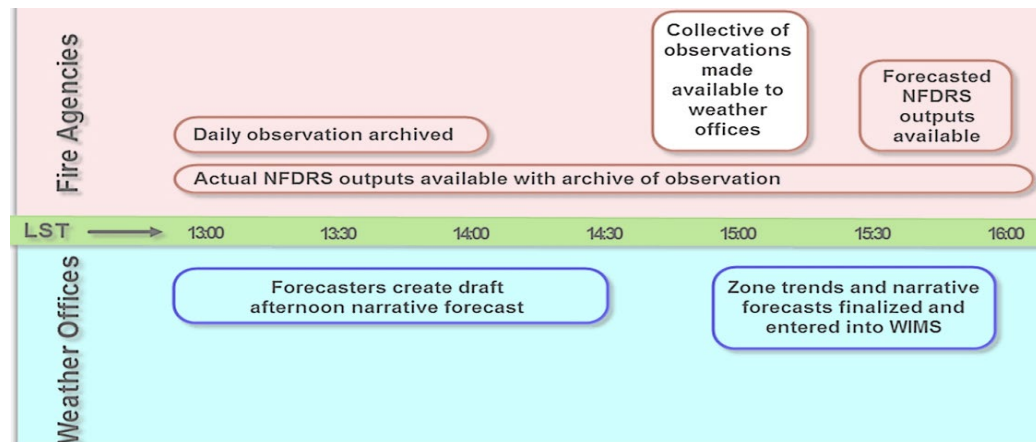 Fire Agencies
Collective of
observations
made
available to
weather
offices
Forecasted
NFDRS
outputs
available
Daily observation archived
Actual NFDRS outputs available with archive of observation
LST
13:00
13:30
14:00
14:30
15:00
15:30
16:00
Weather Offices
Forecasters create draft
afternoon narrative forecast
Zone trends and narrative
forecasts finalized and
entered into WIMS